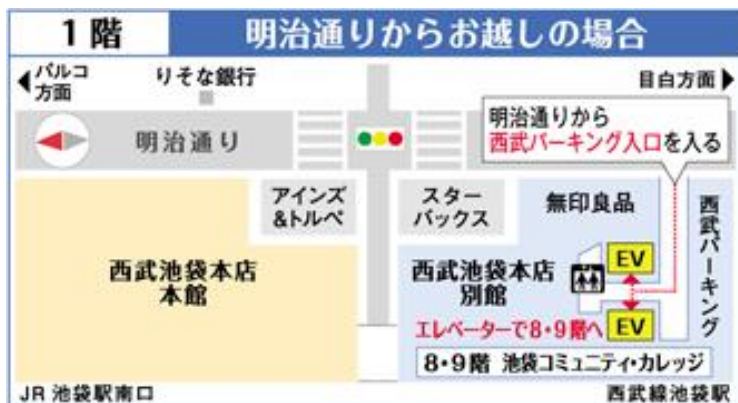 1階
明治通りからお越しの場合
パルコ
方面
りそな銀行
目白方面
明治通り
明治通りから
西武パーキング入口を入る
アインズ
&トルペ
スター
バックス
無印良品
西武パーキング
西武池袋本店
本館
西武池袋本店
別館
EV
エレベーターで8・9階へ
EV
8・9階 池袋コミュニティ・カレッジ
JR池袋駅南口
西武線池袋駅